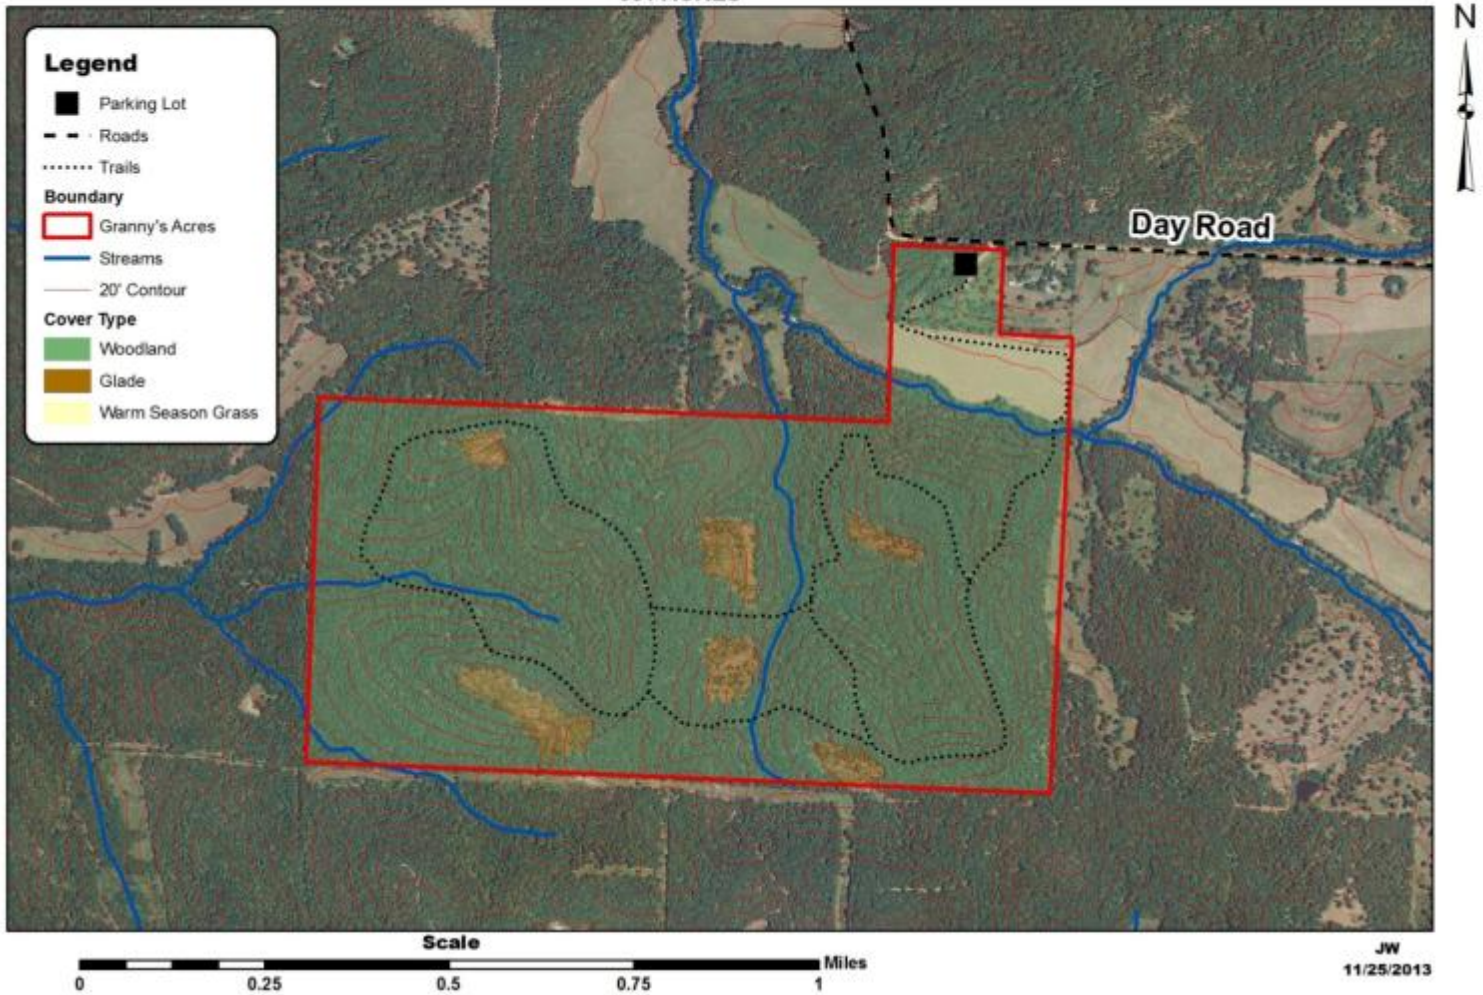 N
Legend
Parking Lot
Roads
Trails
Boundary
Granny's Acres
Streams
20' Contour
Cover Type
Woodland
Glade
Warm Season Grass
Day Road
Scale
Miles
0 0.25 0.5 0.75 1
JW
11/25/2013